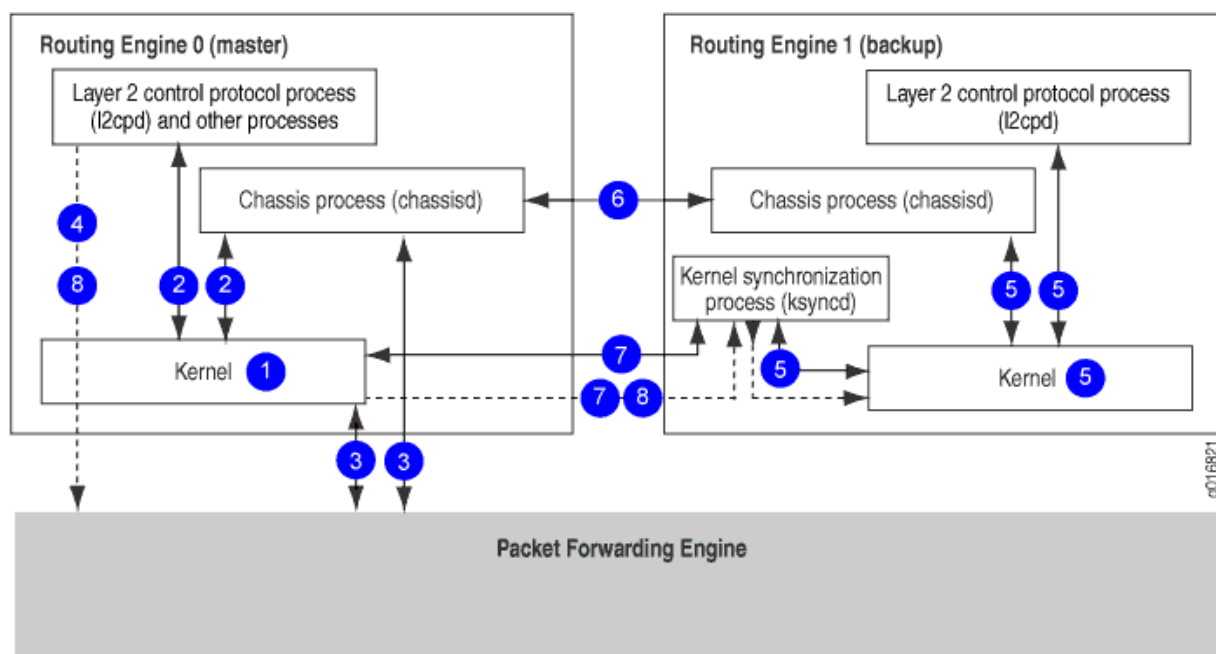 Routing Engine 0 (master)
Routing Engine 1 (backup)
Layer 2 control protocol process
(l2cpd) and other processes
Layer 2 control protocol process
(l2cpd)
Chassis process (chassisd)
6
Chassis process (chassisd)
4
8
2
2
Kernel synchronization
process (ksyncd)
5
5
Kernel 1
7
5
Kernel 5
7
8
3
3
g016821
Packet Forwarding Engine